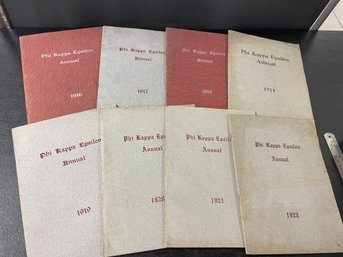 Phi Kappa Epsilon
Annual
1916
Phi Kappa Epsilon
Annual
1917
Phi Kappa Epsilon
Annual
1918
Phi Kappa Epsilon
Annual
1914
Phi Kappa Epsilon
Annual
1919
Phi Kappa Epsilon
Annual
1920
Phi Kappa Epsilon
Annual
1921
Phi Kappa Epsilon
Annual
1922